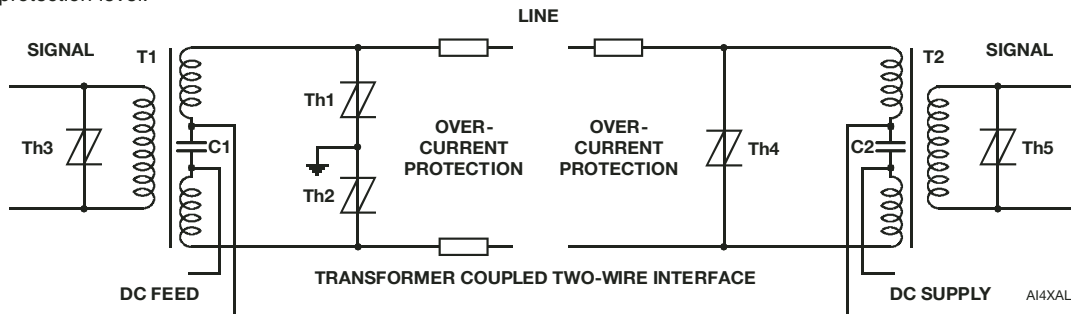 protection level.
LINE
SIGNAL
T1
T2
SIGNAL
Th1
Th3
C1
OVER-
CURRENT
PROTECTION
OVER-
CURRENT
PROTECTION
Th4
C2
Th5
Th2
TRANSFORMER COUPLED TWO-WIRE INTERFACE
DC FEED
DC SUPPLY
AI4XAL